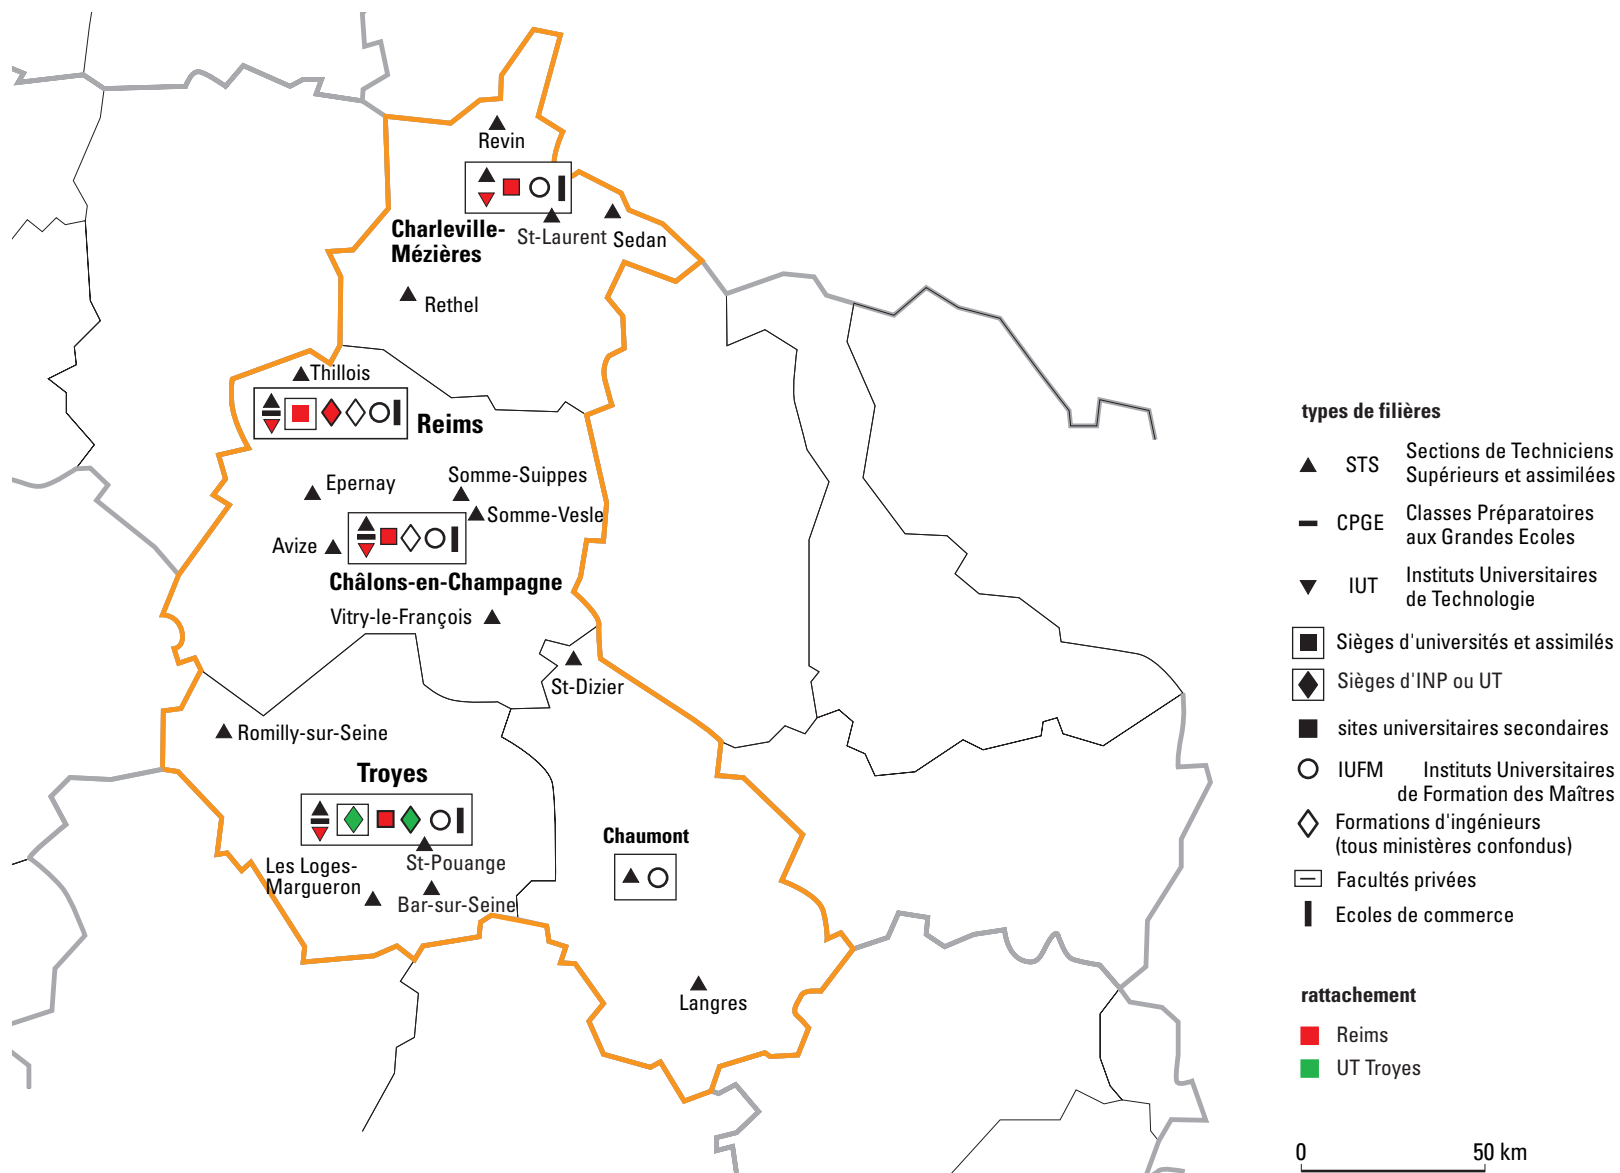 Revin
Charleville-
Mézières
St-Laurent
Sedan
Rethel
Thillois
Reims
Epernay
Somme-Suippes
Somme-Vesle
Avize
Châlons-en-Champagne
Vitry-le-François
St-Dizier
Romilly-sur-Seine
Troyes
Chaumont
St-Pouange
Les Loges-
Margueron
Bar-sur-Seine
Langres
types de filières
STS Sections de Techniciens
Supérieurs et assimilées
CPGE Classes Préparatoires
aux Grandes Ecoles
IUT Instituts Universitaires
de Technologie
Sièges d'universités et assimilés
Sièges d'INP ou UT
sites universitaires secondaires
IUFM Instituts Universitaires
de Formation des Maîtres
Formations d'ingénieurs
(tous ministères confondus)
Facultés privées
Ecoles de commerce
rattachement
Reims
UT Troyes
0 50 km